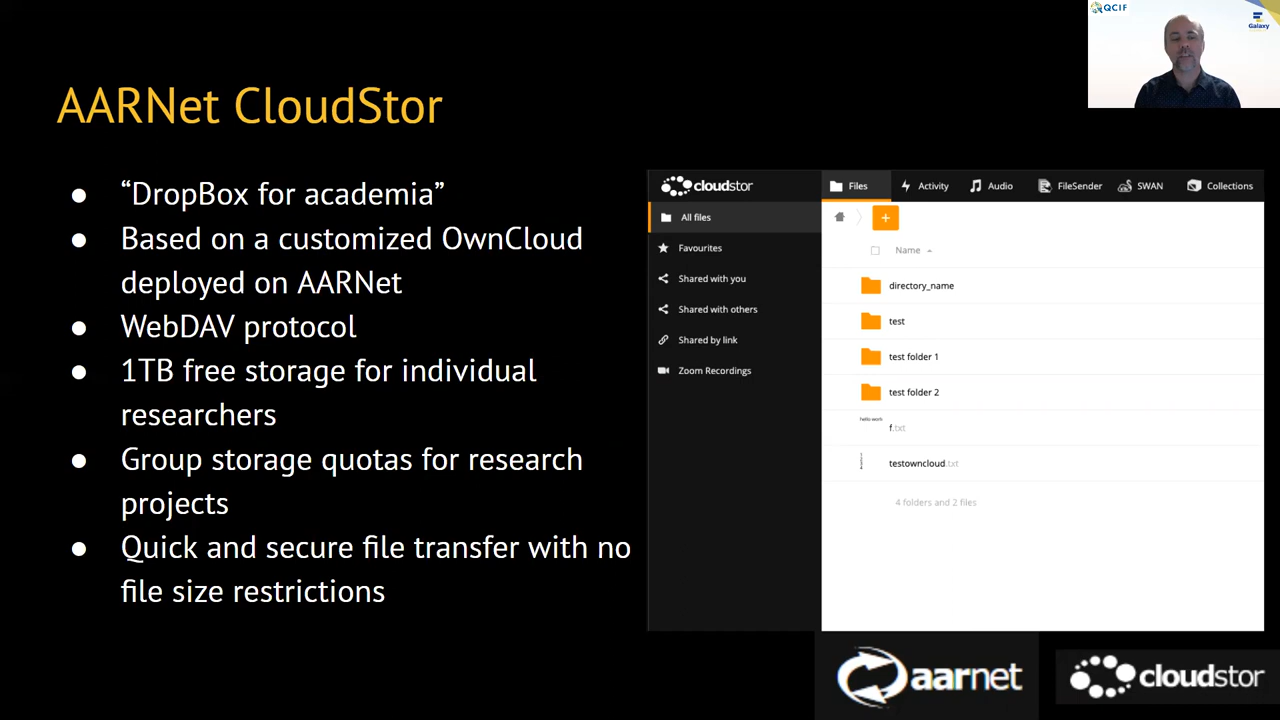 QCIF
Galaxy
AARNet CloudStor
● “DropBox for academia”
● Based on a customized OwnCloud
deployed on AARNet
● WebDAV protocol
● 1TB free storage for individual
researchers
● Group storage quotas for research
projects
● Quick and secure file transfer with no
file size restrictions
cloudstor
Files
Activity
Audio
FileSender
SWAN
Collections
All files
Favourites
Shared with you
Shared with others
Shared by link
Zoom Recordings
+
Name
directory_name
test
test folder 1
test folder 2
f.txt
testowncloud.txt
4 folders and 2 files
aarnet
cloudstor